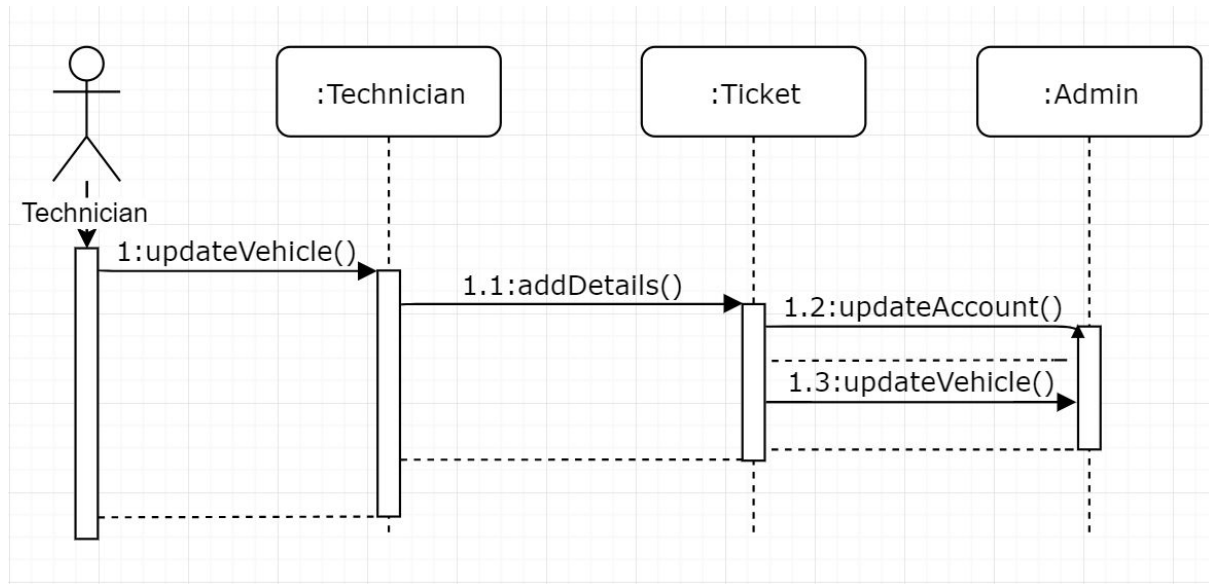 :Technician
:Ticket
:Admin
Technician
1:updateVehicle()
1.1:addDetails()
1.2:updateAccount()
1.3:updateVehicle()